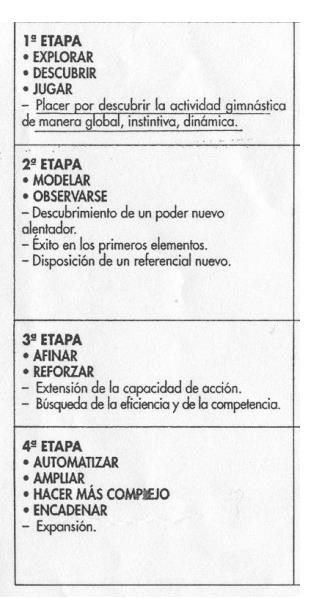 1ª ETAPA
• EXPLORAR
• DESCUBRIR
• JUGAR
– Placer por descubrir la actividad gimnástica
de manera global, instintiva, dinámica.
2ª ETAPA
• MODELAR
• OBSERVARSE
– Descubrimiento de un poder nuevo
alentador.
– Éxito en los primeros elementos.
– Disposición de un referencial nuevo.
3ª ETAPA
• AFINAR
• REFORZAR
– Extensión de la capacidad de acción.
– Búsqueda de la eficiencia y de la competencia.
4ª ETAPA
• AUTOMATIZAR
• AMPLIAR
• HACER MÁS COMPLEJO
• ENCADENAR
– Expansión.